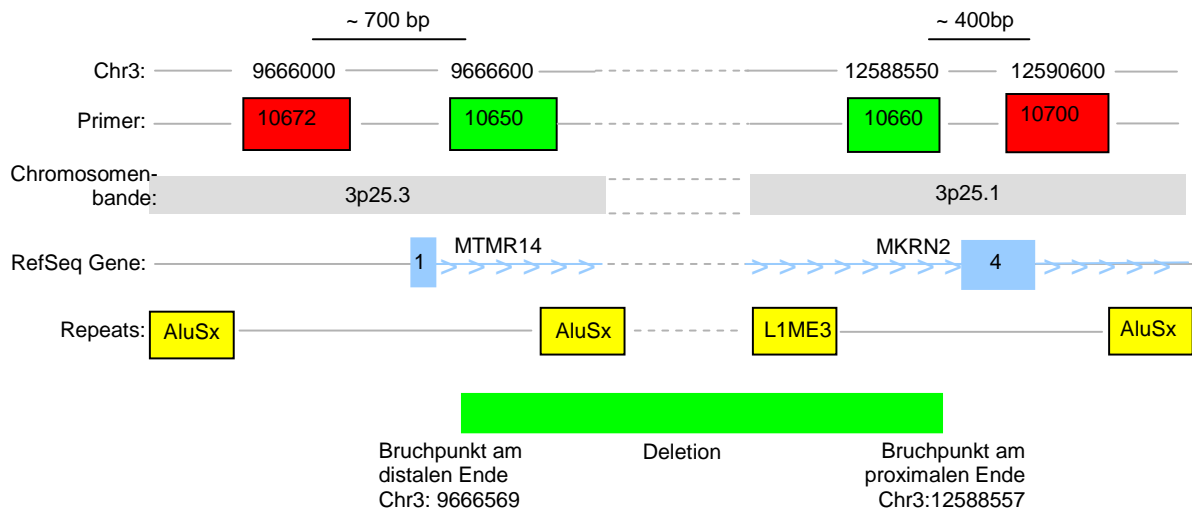 ~ 700 bp ~ 400bp
Chr3: 9666000 9666600 12588550 12590600
Primer: 10672 10650 10660 10700
Chromosomen-
bande: 3p25.3 3p25.1
MTMR14 MKRN2
RefSeq Gene: 1 4
Repeats: AluSx AluSx L1ME3 AluSx
Bruchpunkt am Deletion Bruchpunkt am
distalen Ende proximalen Ende
Chr3: 9666569 Chr3:12588557